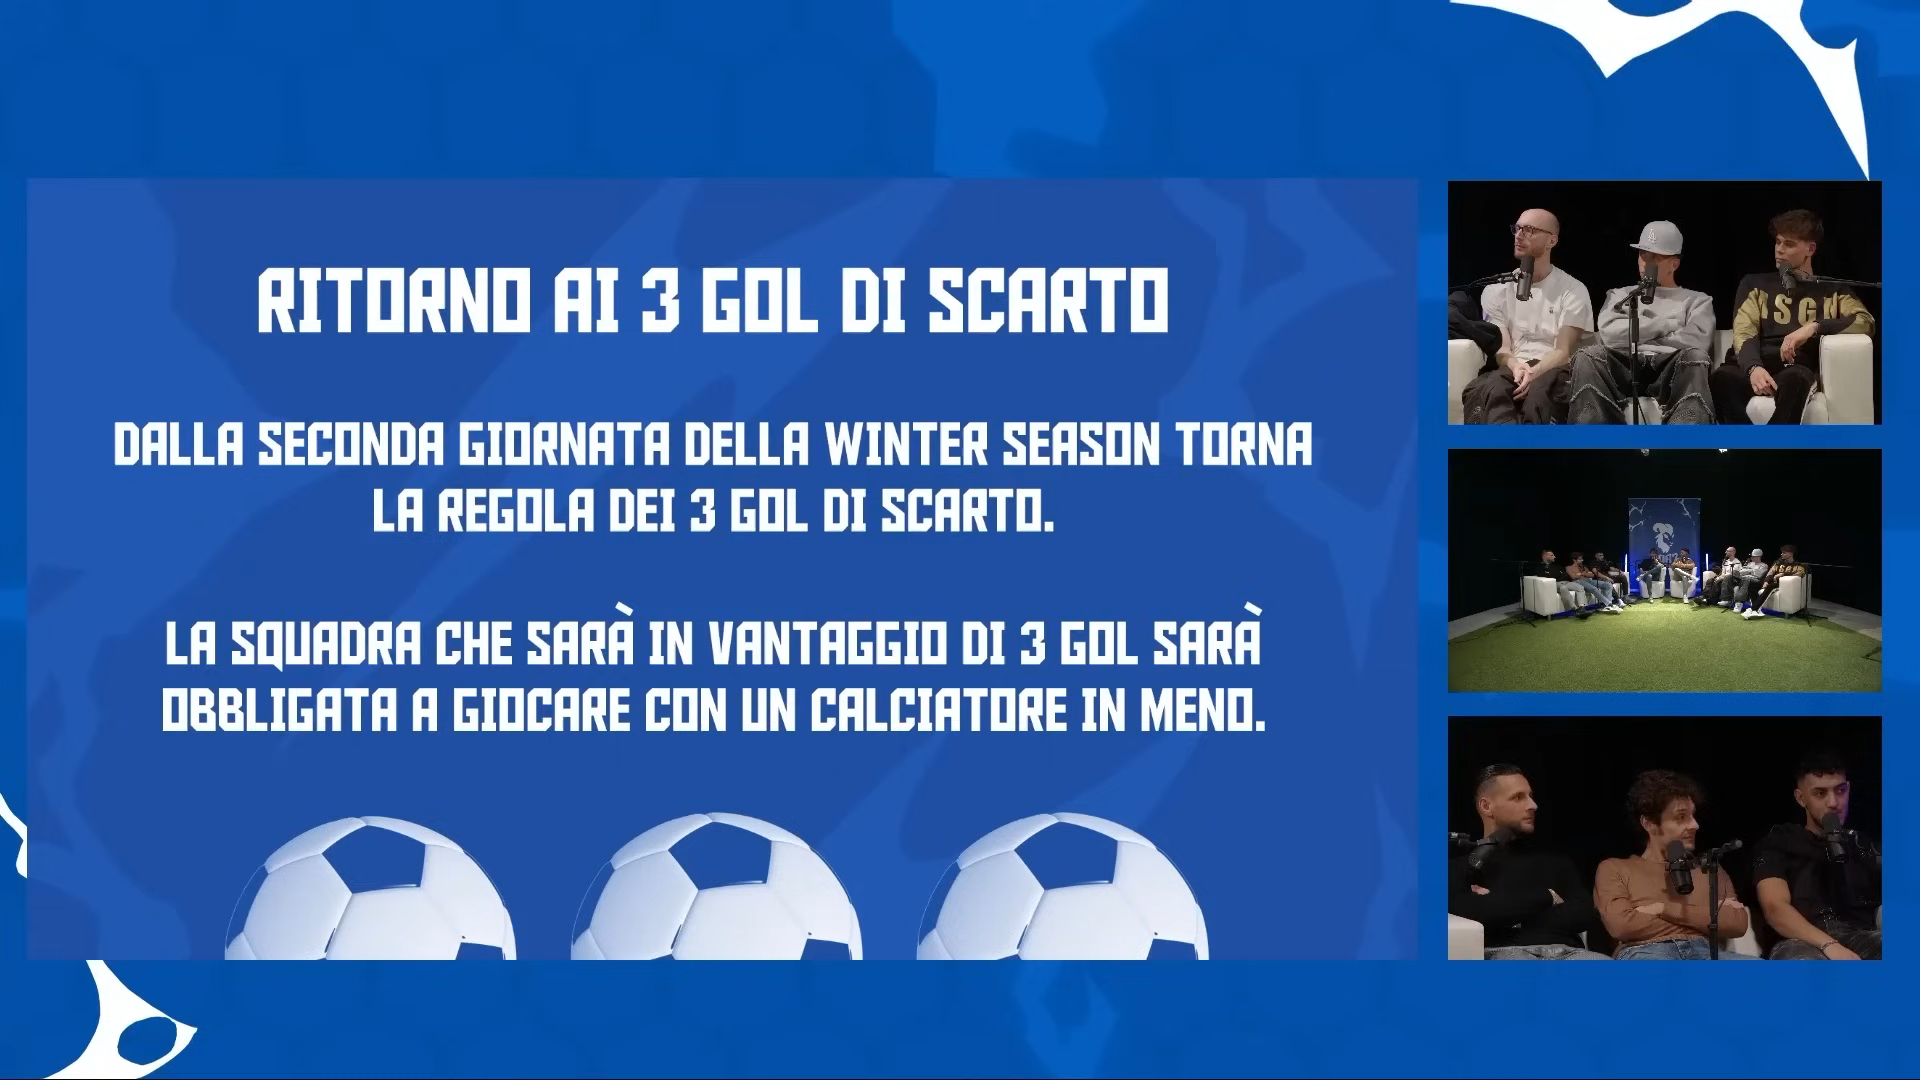 RITORNO AI 3 GOL DI SCARTO
DALLA SECONDA GIORNATA DELLA WINTER SEASON TORNA
LA REGOLA DEI 3 GOL DI SCARTO.
LA SQUADRA CHE SARÀ IN VANTAGGIO DI 3 GOL SARÀ
OBBLIGATA A GIOCARE CON UN CALCIATORE IN MENO.